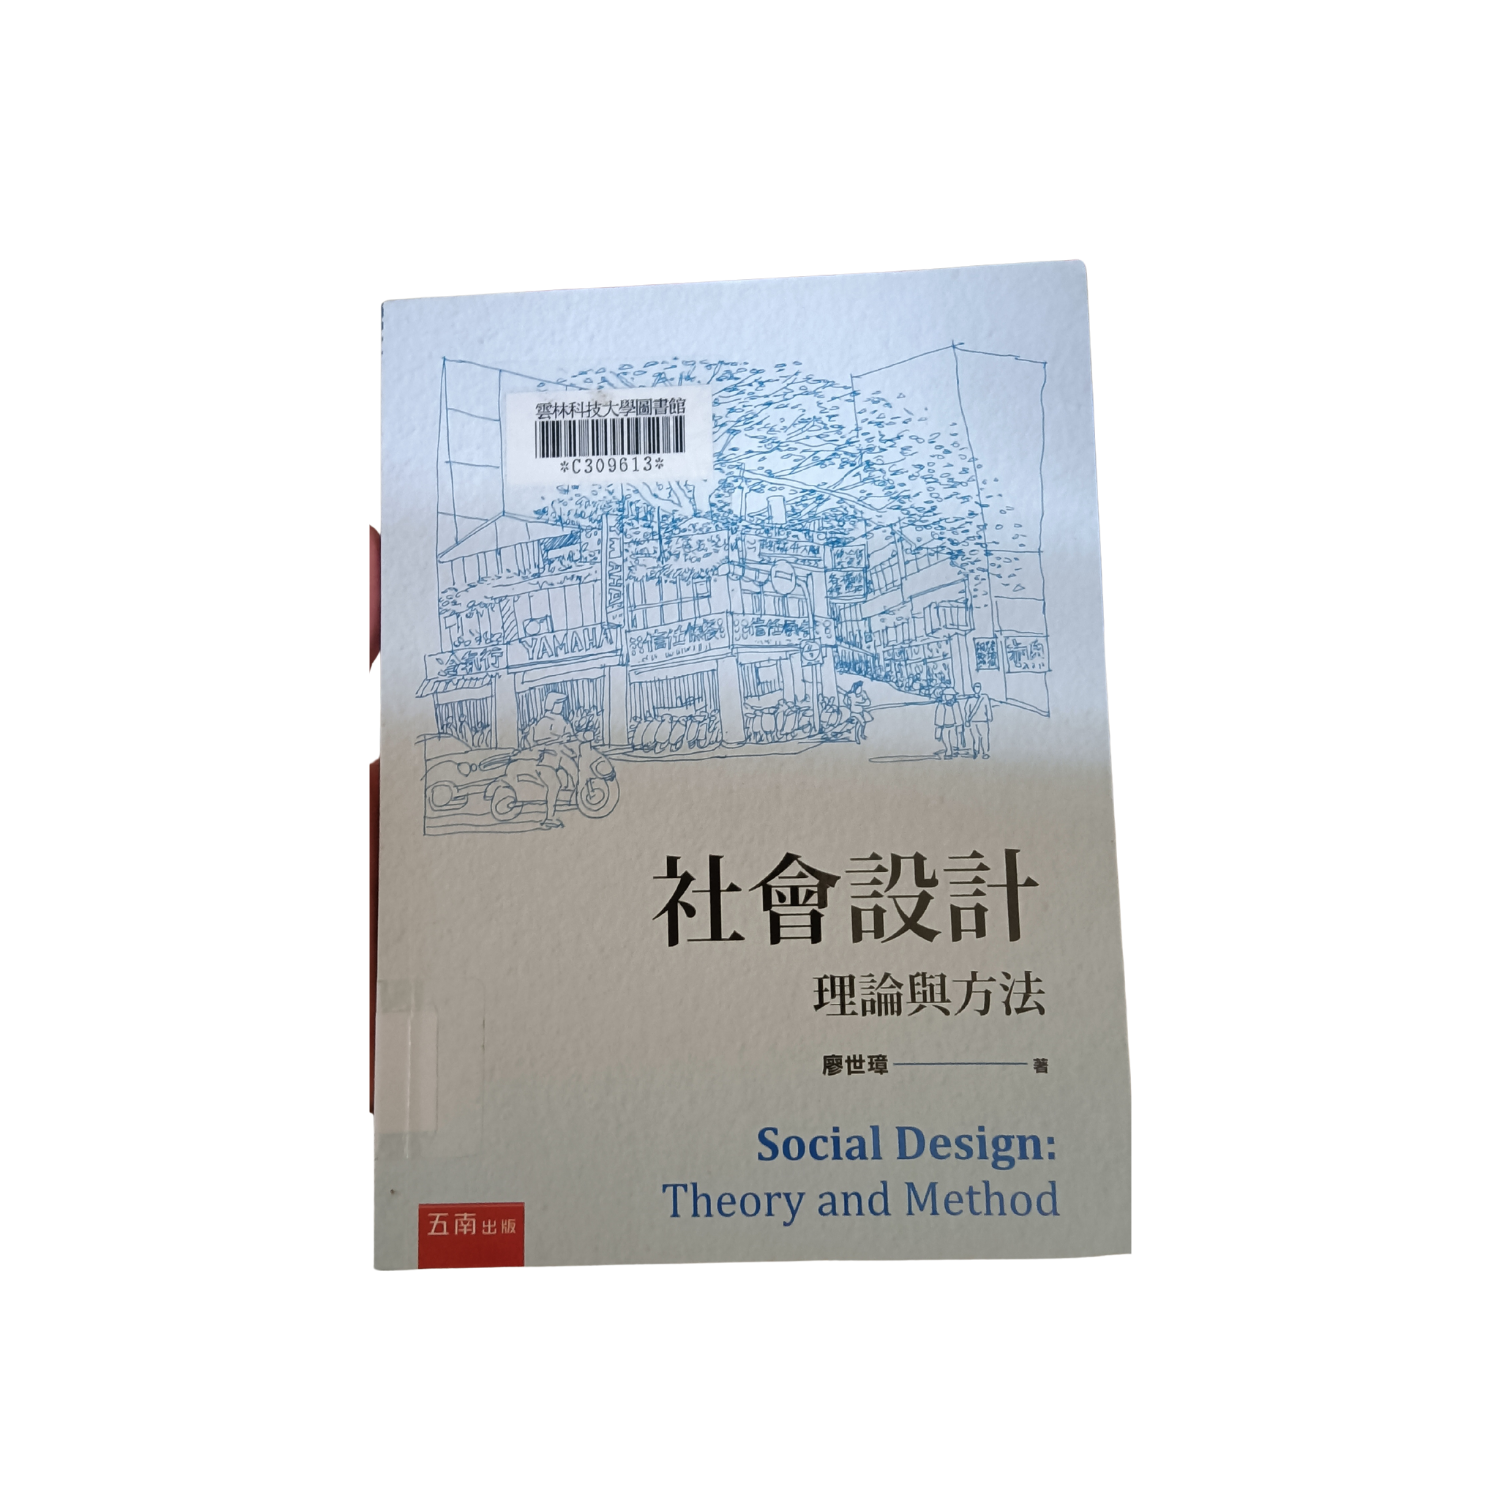 雲林科技大學圖書館
*C309613*
YAMAHA
社會設計
理論與方法
廖世璋 著
Social Design:
Theory and Method
五南出版